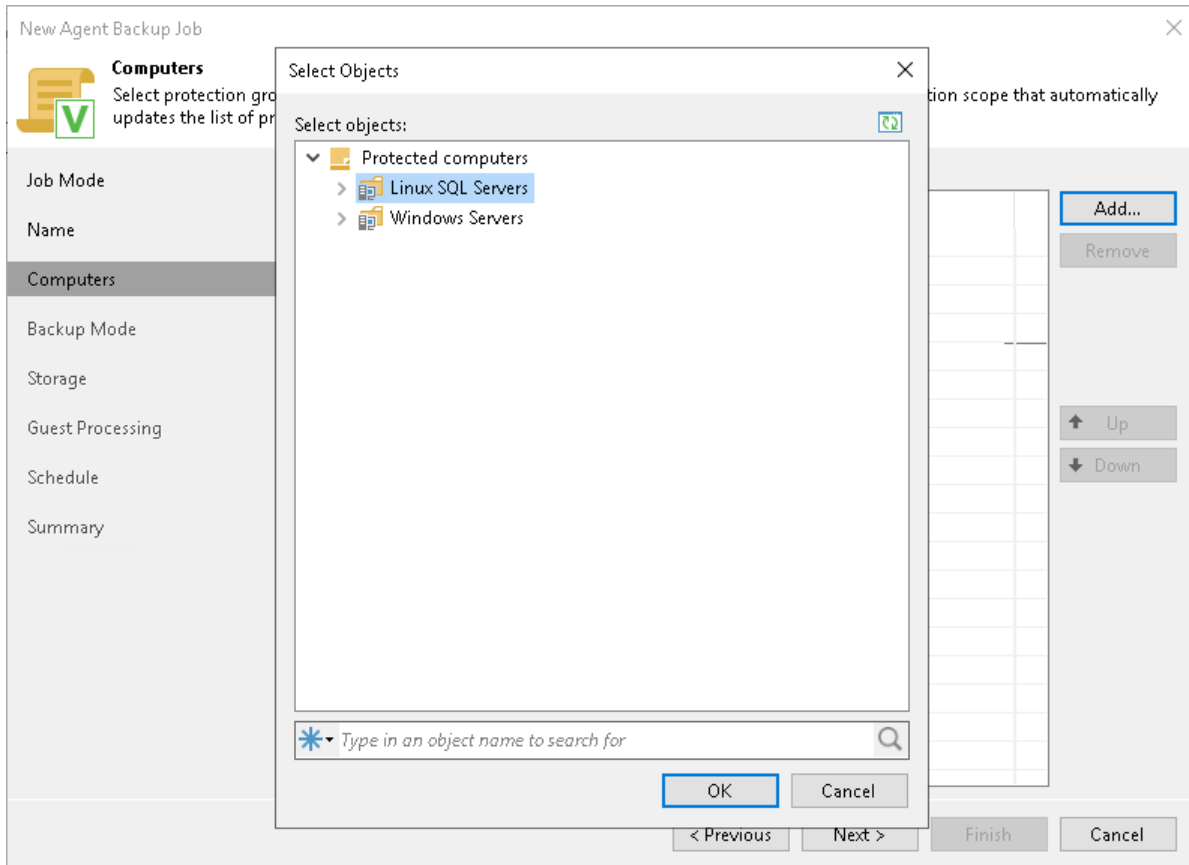 New Agent Backup Job
Computers
Select protection gro
tion scope that automatically
updates the list of pr
Job Mode
Name
Computers
Backup Mode
Storage
Guest Processing
Schedule
Summary
Select Objects
Select objects:
Protected computers
Linux SQL Servers
Windows Servers
Type in an object name to search for
OK
Cancel
Add...
Remove
Up
Down
< Previous
Next >
Finish
Cancel